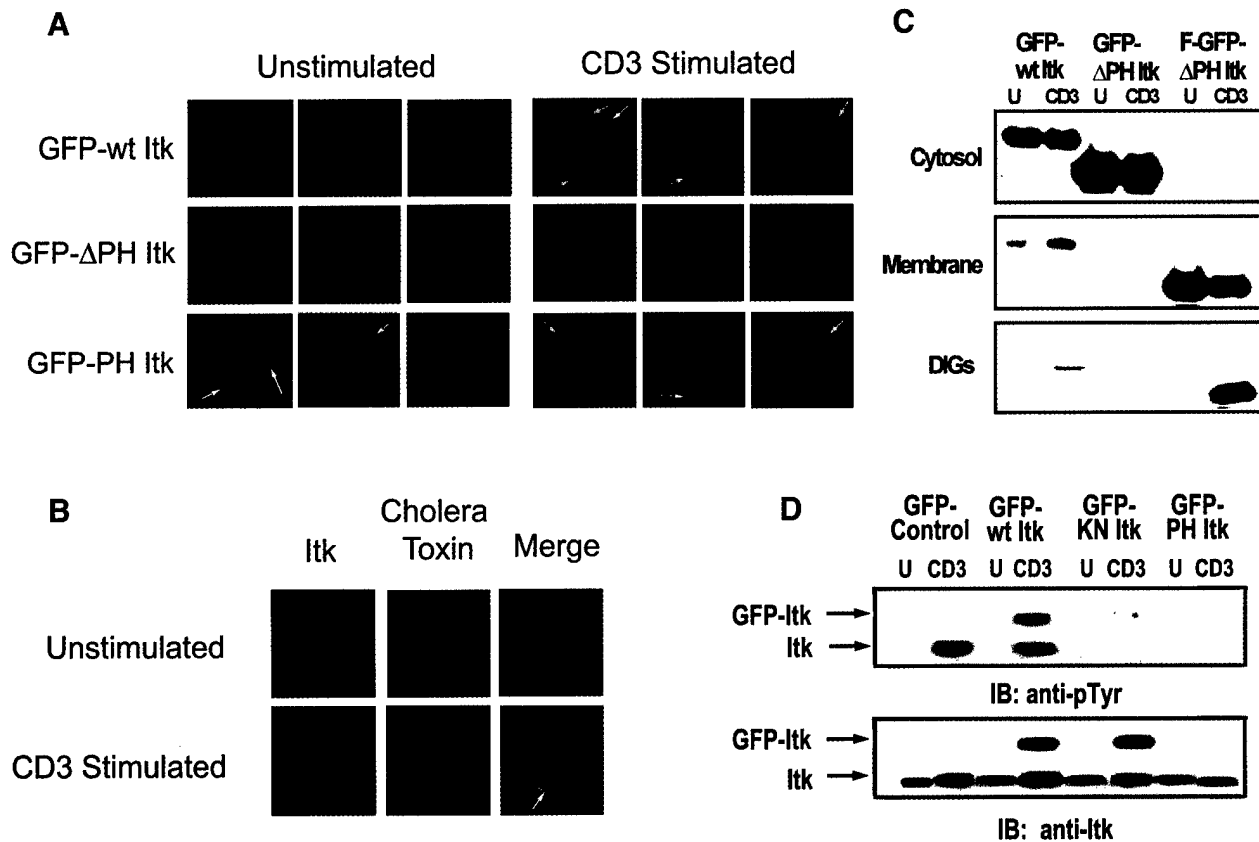 A
Unstimulated
CD3 Stimulated
GFP-wt Itk
GFP-ΔPH Itk
GFP-PH Itk
B
Itk
Cholera
Toxin
Merge
Unstimulated
CD3 Stimulated
C
GFP-
wt Itk
GFP-
ΔPH Itk
F-GFP-
ΔPH Itk
U CD3 U CD3 U CD3
Cytosol
Membrane
DIGs
D
GFP-
Control
GFP-
wt Itk
GFP-
KN Itk
GFP-
PH Itk
U CD3 U CD3 U CD3 U CD3
GFP-Itk
Itk
IB: anti-pTyr
GFP-Itk
Itk
IB: anti-Itk